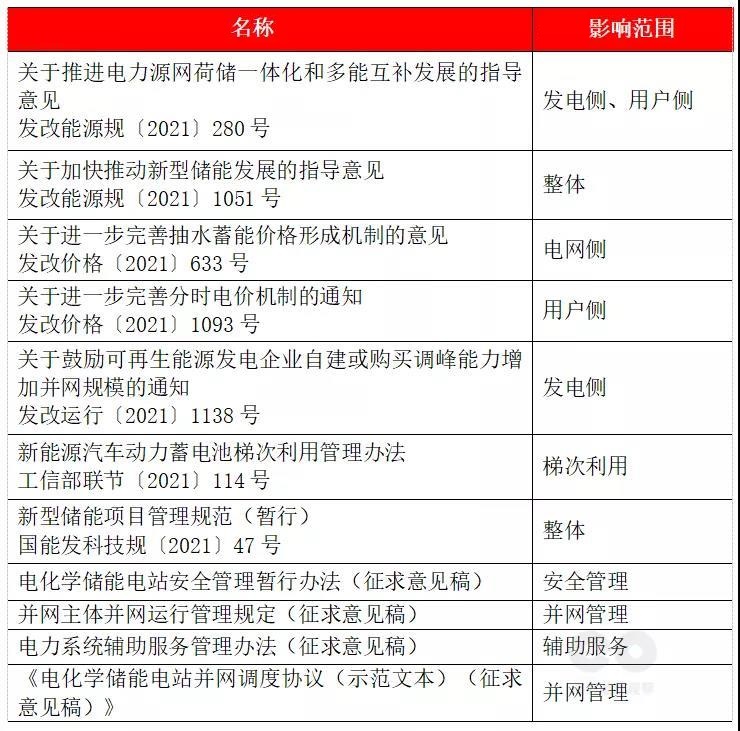 名称
影响范围
关于推进电力源网荷储一体化和多能互补发展的指导
意见
发改能源规〔2021〕280 号
发电侧、用户侧
关于加快推动新型储能发展的指导意见
发改能源规〔2021〕1051 号
整体
关于进一步完善抽水蓄能价格形成机制的意见
发改价格〔2021〕633 号
电网侧
关于进一步完善分时电价机制的通知
发改价格〔2021〕1093 号
用户侧
关于鼓励可再生能源发电企业自建或购买调峰能力增
加并网规模的通知
发改运行〔2021〕1138 号
发电侧
新能源汽车动力蓄电池梯次利用管理办法
工信部联节〔2021〕114 号
梯次利用
新型储能项目管理规范（暂行）
国能发科技规〔2021〕47 号
整体
电化学储能电站安全管理暂行办法（征求意见稿）
安全管理
并网主体并网运行管理规定（征求意见稿）
并网管理
电力系统辅助服务管理办法（征求意见稿）
辅助服务
《电化学储能电站并网调度协议（示范文本）（征求
意见稿）》
并网管理